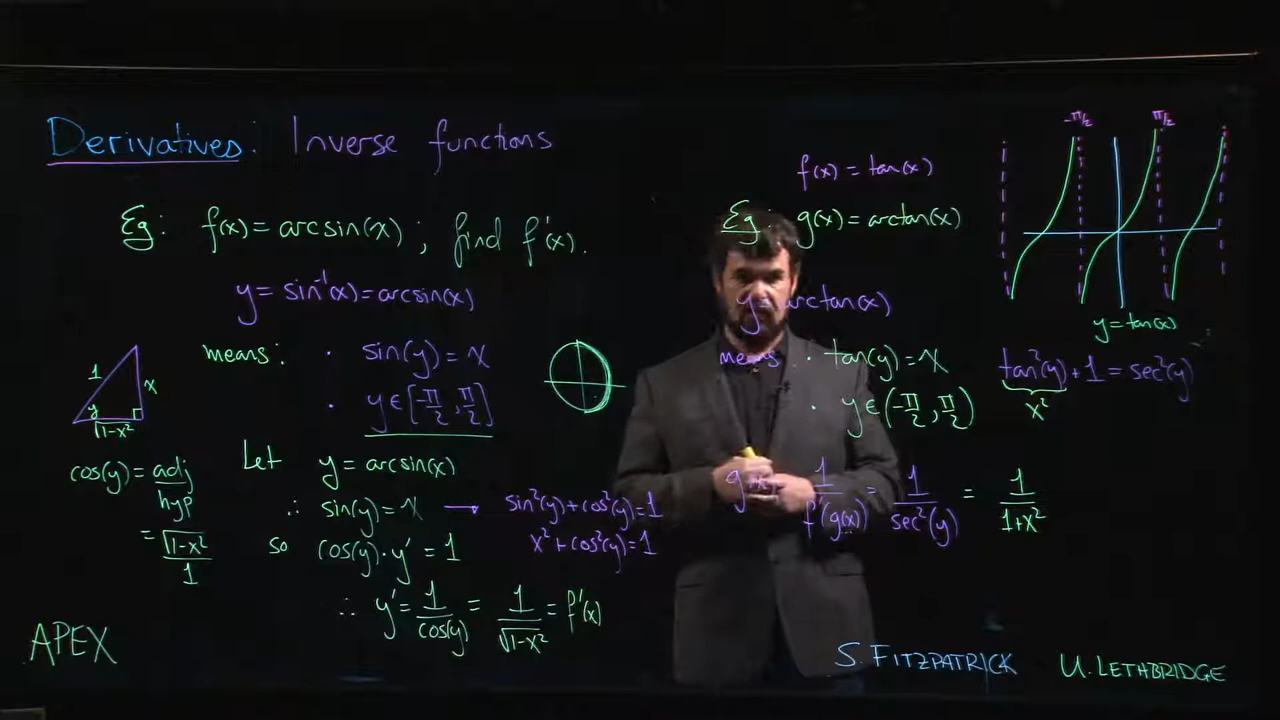 Derivatives: Inverse functions
Eg: f(x) = arcsin(x) ; find f'(x).
y = sin⁻¹(x) = arcsin(x)
means: · sin(y) = x
· y ∈ [-π/2, π/2]
1
x
y
√1-x²
cos(y) = adj/hyp
= √1-x²/1
Let y = arcsin(x)
∴ sin(y) = x → sin²(y) + cos²(y) = 1
x² + cos²(y) = 1
so cos(y) · y' = 1
∴ y' = 1/cos(y) = 1/√1-x² = f'(x)
APEX
f(x) = tan(x)
Eg: g(x) = arctan(x)
y arctan(x)
means: · tan(y) = x
· y ∈ (-π/2, π/2)
1/f'(g(x)) = 1/sec²(y) = 1/1+x²
-π/2 π/2
y = tan(x)
tan²(y) + 1 = sec²(y)
x²
S. FITZPATRICK U. LETHBRIDGE